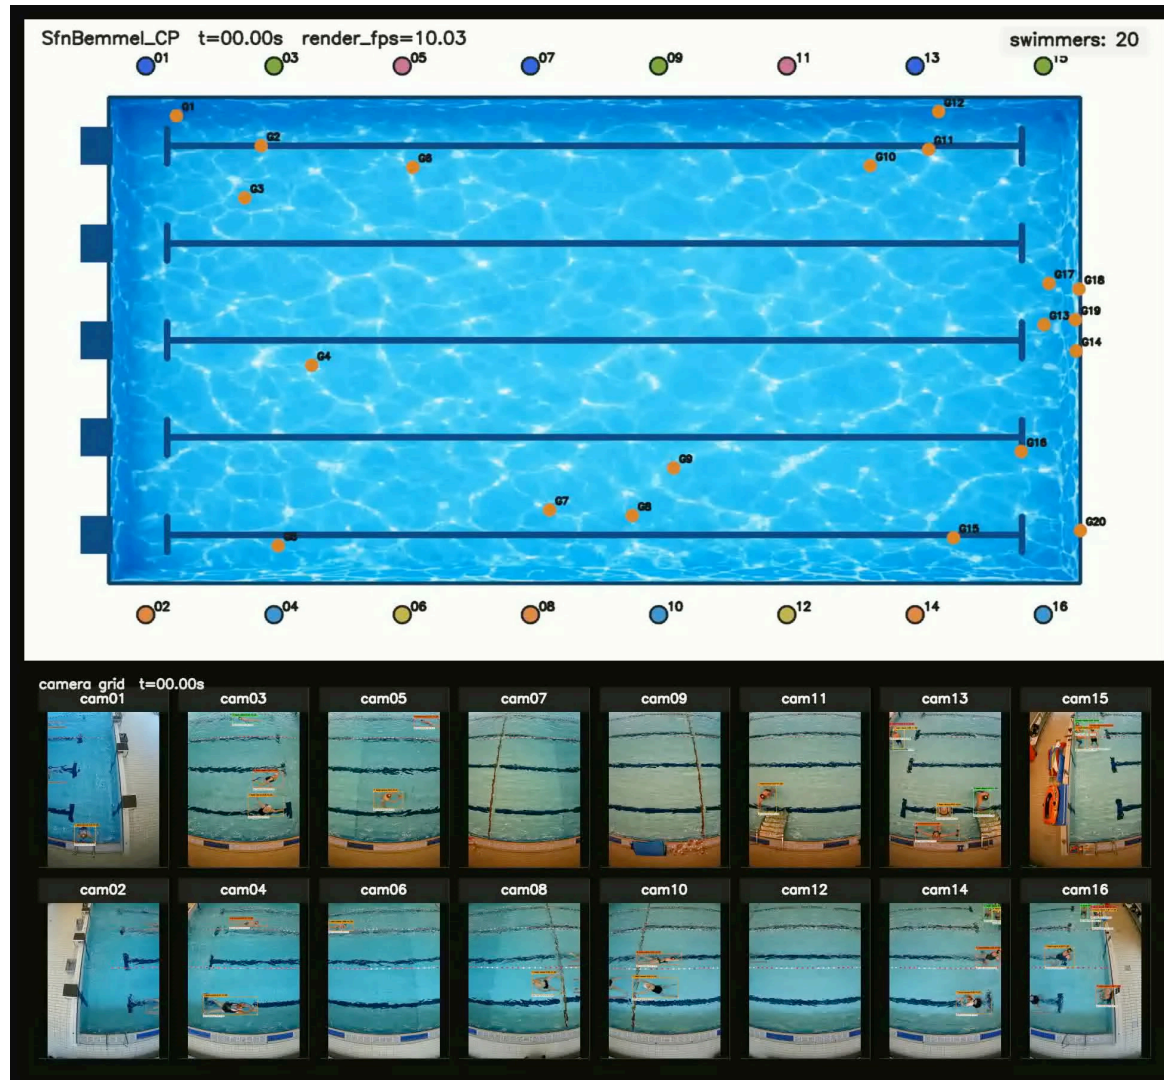 SfnBemmel_CP t=00.00s render_fps=10.03
swimmers: 20
01 03 05 07 09 11 13 15
G1
G12
G2
G11
G6
G10
G3
G17
G18
G13
G19
G14
G4
G16
G9
G7
G8
G20
G15
02 04 06 08 10 12 14 16
camera grid t=00.00s
cam01 cam03 cam05 cam07 cam09 cam11 cam13 cam15
cam02 cam04 cam06 cam08 cam10 cam12 cam14 cam16